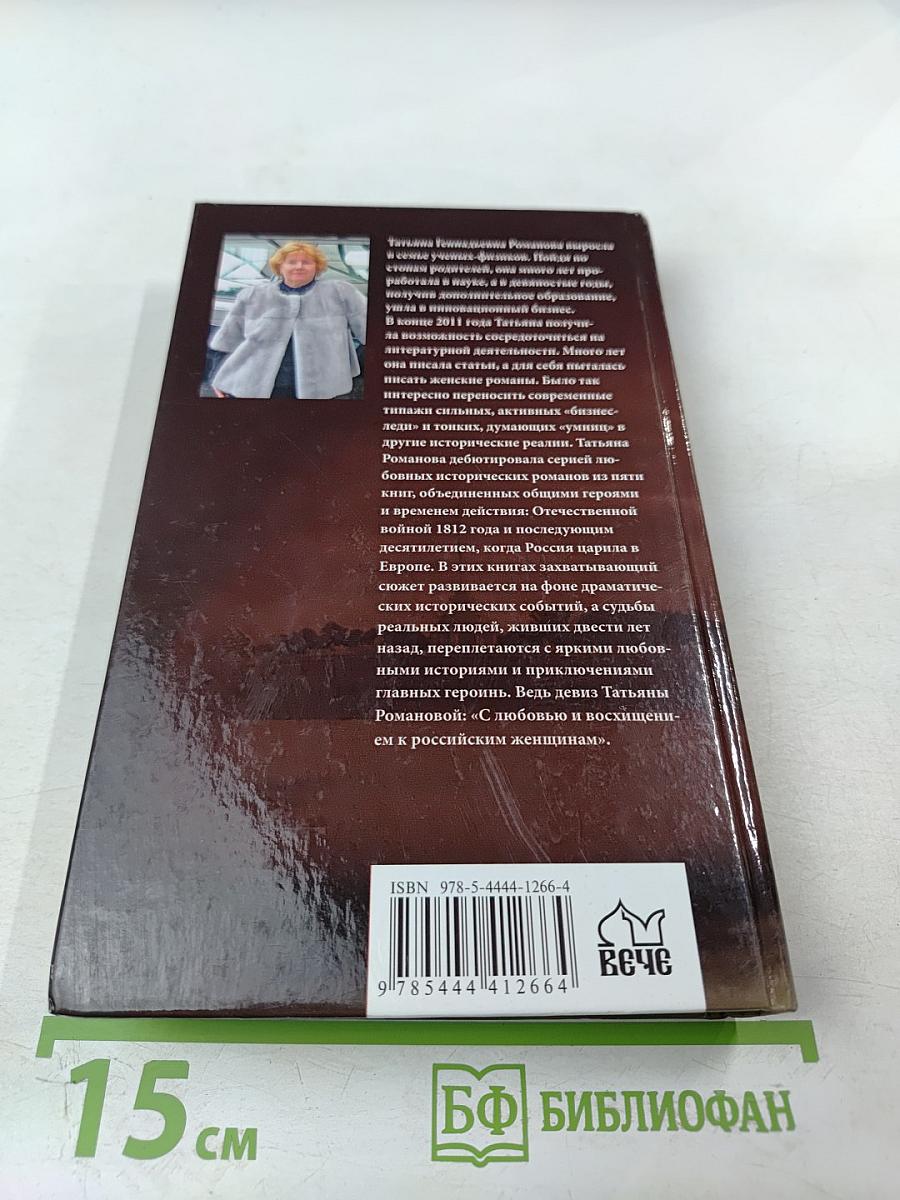 Татьяна Геннадьевна Романова выросла
в семье ученых-физиков. Пойдя по
стопам родителей, она много лет про-
работала в науке, а в девяностые годы,
получив дополнительное образование,
ушла в инновационный бизнес.
В конце 2011 года Татьяна получи-
ла возможность сосредоточиться на
литературной деятельности. Много лет
она писала статьи, а для себя пыталась
писать женские романы. Было так
интересно переносить современные
типажи сильных, активных «бизнес-
леди» и тонких, думающих «умниц» в
другие исторические реалии. Татьяна
Романова дебютировала серией лю-
бовных исторических романов из пяти
книг, объединенных общими героями
и временем действия: Отечественной
войной 1812 года и последующим
десятилетием, когда Россия царила в
Европе. В этих книгах захватывающий
сюжет развивается на фоне драматиче-
ских исторических событий, а судьбы
реальных людей, живших двести лет
назад, переплетаются с яркими любов-
ными историями и приключениями
главных героинь. Ведь девиз Татьяны
Романовой: «С любовью и восхищени-
ем к российским женщинам».
ISBN 978-5-4444-1266-4
9 785444 412664
ВЕЧЕ
15 см
БФ БИБЛИОФАН